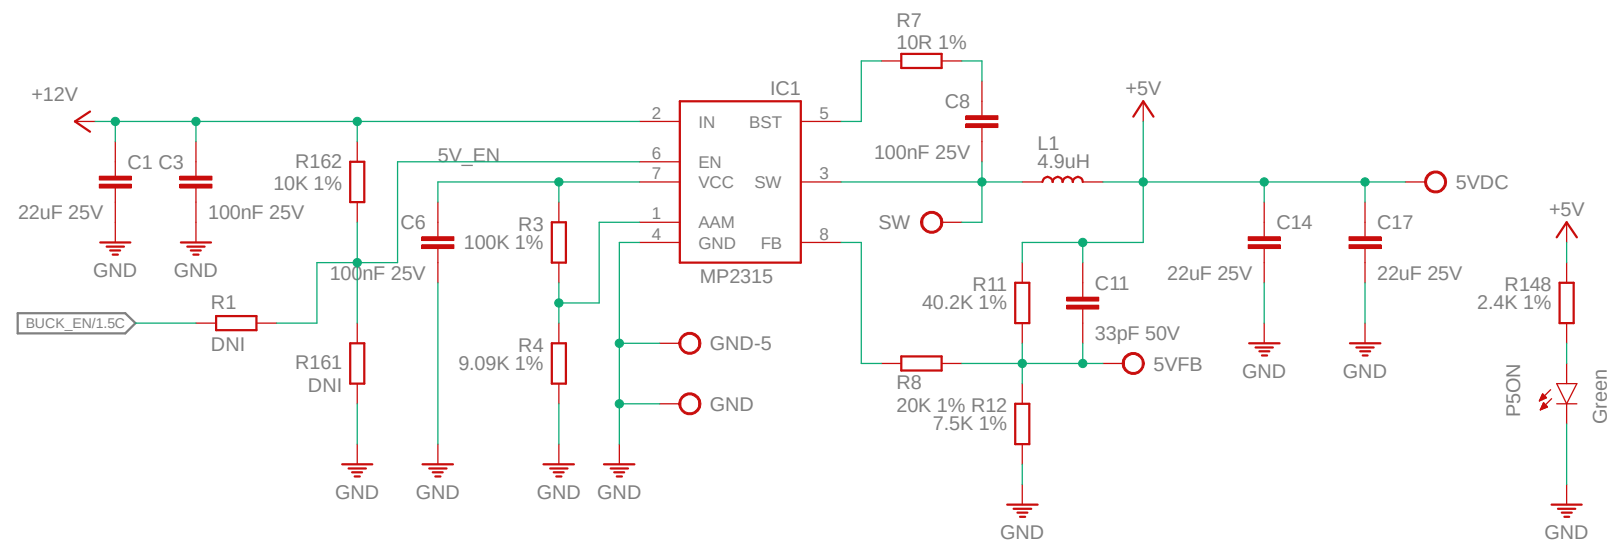 R7
10R 1%
+12V
IC1
+5V
2
IN
BST
5
C8
100nF 25V
L1
4.9uH
C1 C3
22uF 25V
100nF 25V
R162
10K 1%
5V_EN
6
EN
7
VCC
SW
3
5VDC
1
AAM
4
GND
FB
8
MP2315
SW
C6
100nF 25V
R3
100K 1%
C14
22uF 25V
C17
22uF 25V
+5V
GND
GND
R11
40.2K 1%
C11
33pF 50V
R148
2.4K 1%
BUCK_EN/1.5C
R1
DNI
R161
DNI
R4
9.09K 1%
GND-5
GND
R8
20K 1% R12
7.5K 1%
5VFB
GND
GND
P5ON
Green
GND
GND
GND
GND
GND
GND